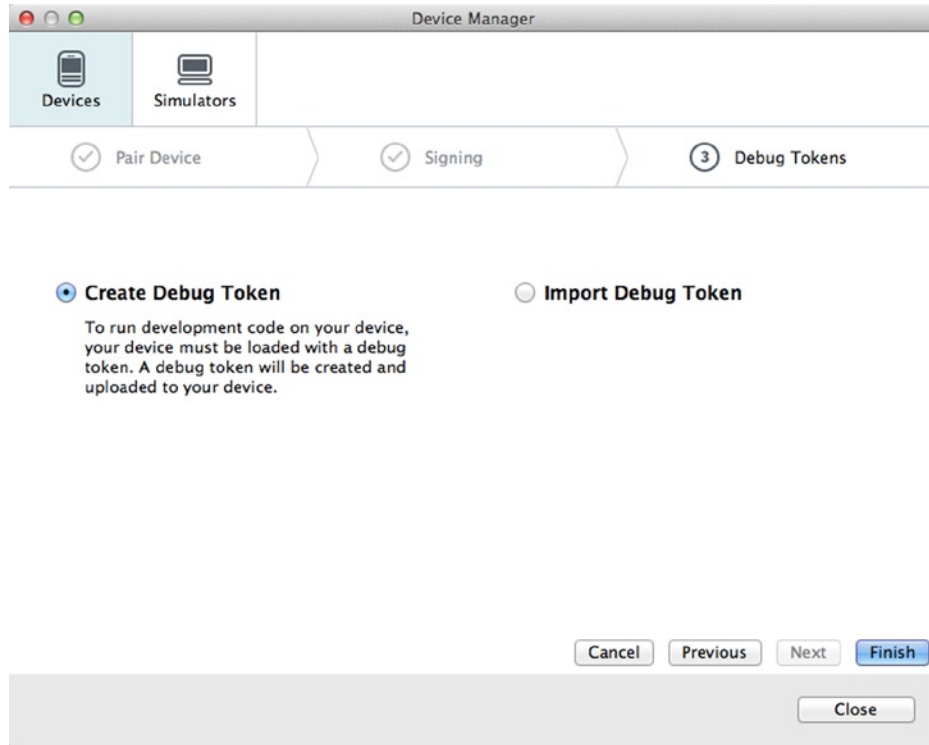 Device Manager
Devices
Simulators
Pair Device
Signing
3 Debug Tokens
Create Debug Token
Import Debug Token
To run development code on your device,
your device must be loaded with a debug
token. A debug token will be created and
uploaded to your device.
Cancel
Previous
Next
Finish
Close